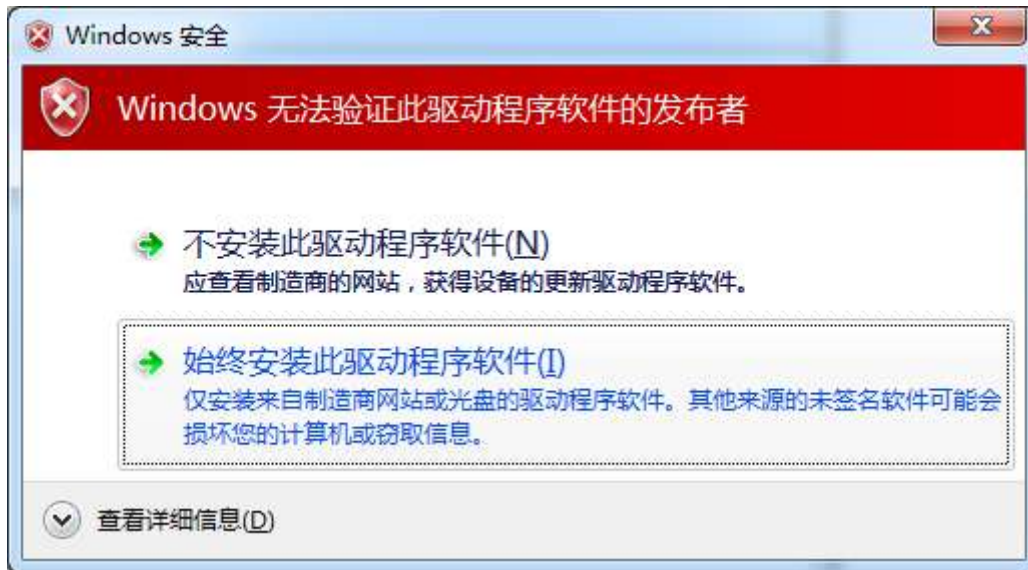 Windows 安全
Windows 无法验证此驱动程序软件的发布者
不安装此驱动程序软件(N)
应查看制造商的网站，获得设备的更新驱动程序软件。
始终安装此驱动程序软件(I)
仅安装来自制造商网站或光盘的驱动程序软件。其他来源的未签名软件可能会
损坏您的计算机或窃取信息。
查看详细信息(D)